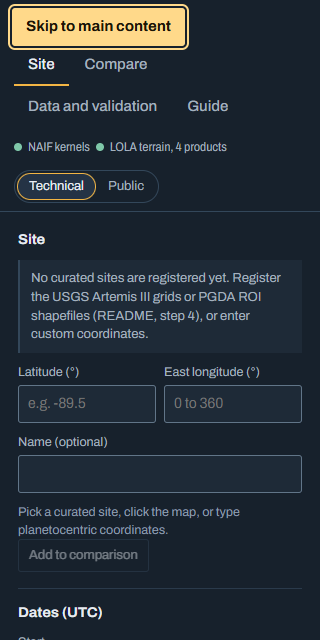 Skip to main content
Site Compare
Data and validation Guide
NAIF kernels LOLA terrain, 4 products
Technical Public
Site
No curated sites are registered yet. Register
the USGS Artemis III grids or PGDA ROI
shapefiles (README, step 4), or enter
custom coordinates.
Latitude (°) East longitude (°)
e.g. -89.5 0 to 360
Name (optional)
Pick a curated site, click the map, or type
planetocentric coordinates.
Add to comparison
Dates (UTC)